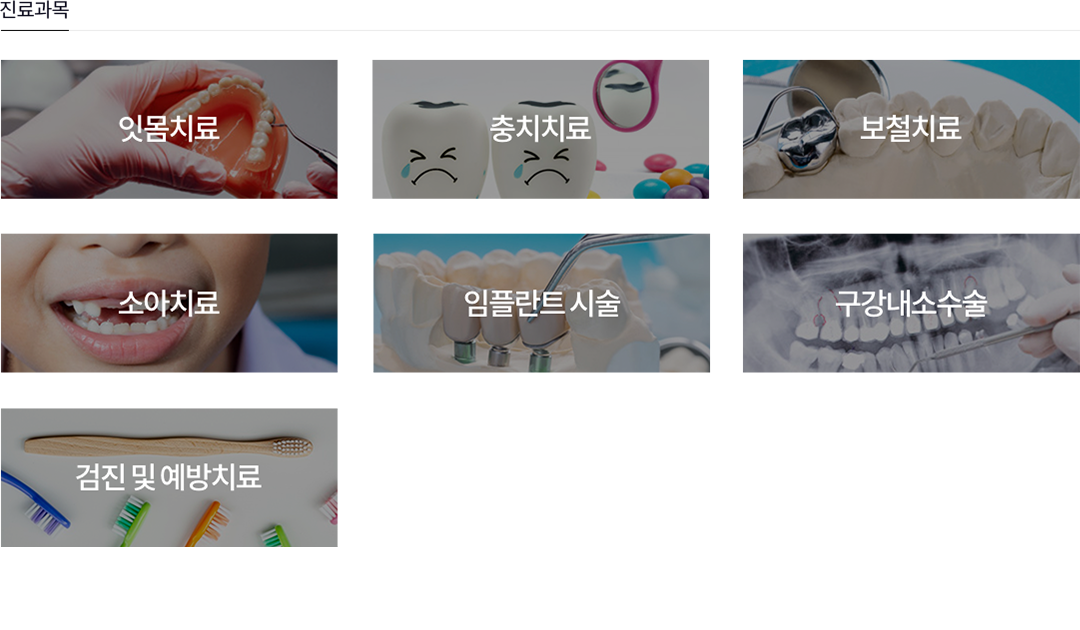 진료과목
잇몸치료
충치치료
보철치료
소아치료
임플란트 시술
구강내소수술
검진 및 예방치료